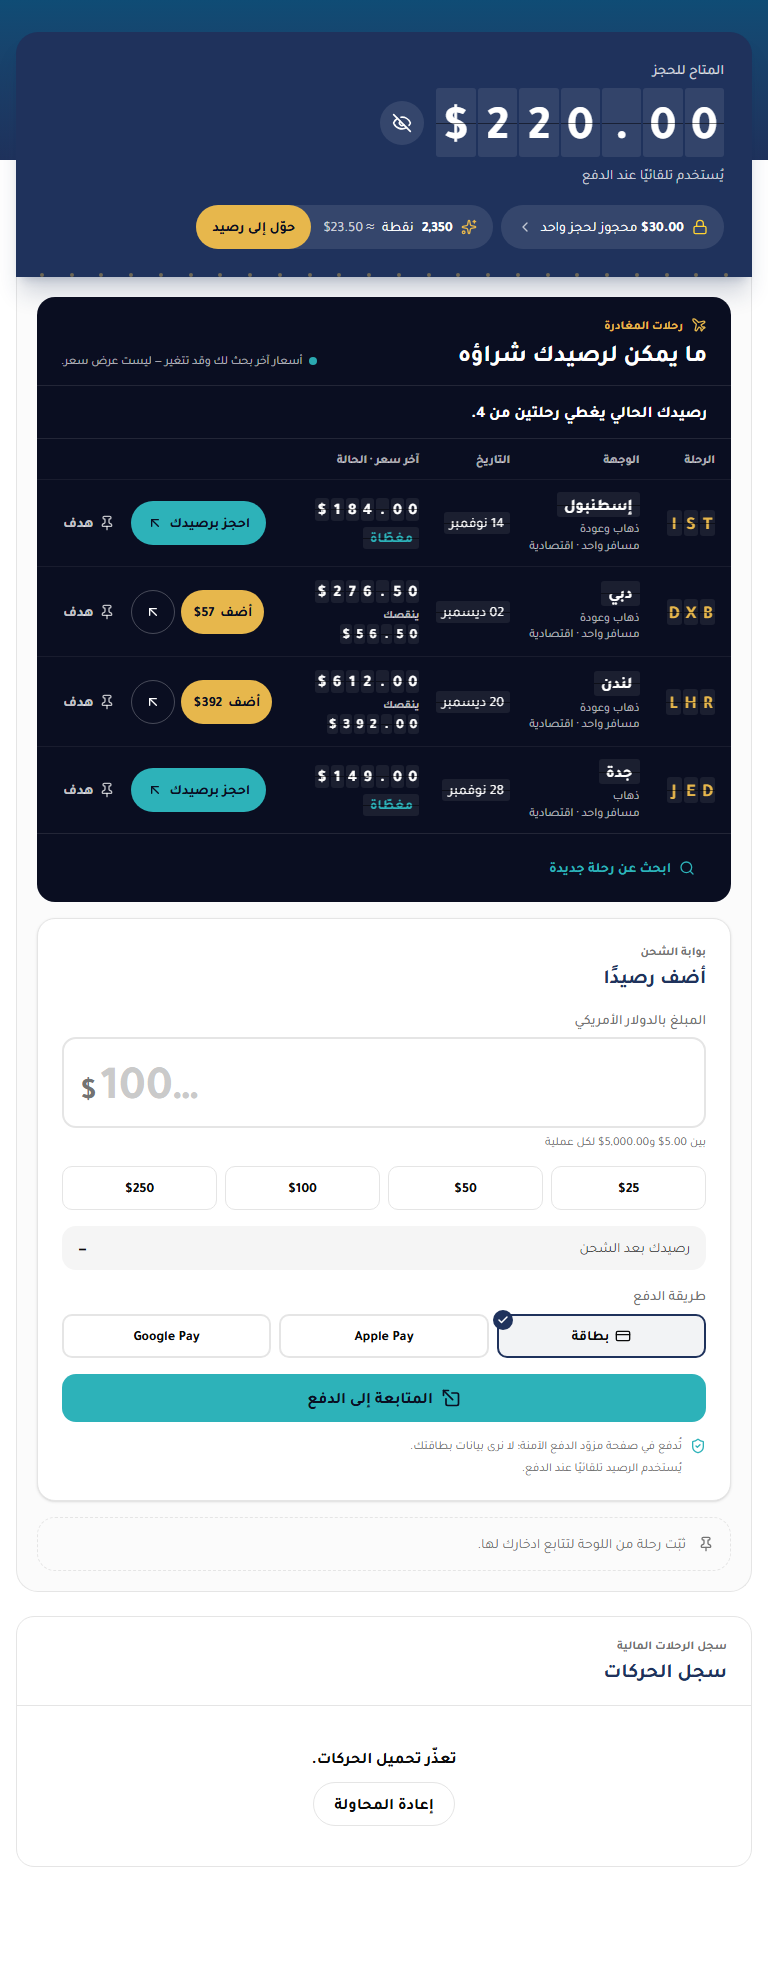 المتاح للحجز
$220.00
يُستخدم تلقائيًا عند الدفع
$30.00 محجوز لحجز واحد
2,350 نقطة ≈ $23.50
حوّل إلى رصيد
رحلات المغادرة
ما يمكن لرصيدك شراؤه
أسعار آخر بحث لك وقد تتغير — ليست عرض سعر.
رصيدك الحالي يغطي رحلتين من 4.
الرحلة الوجهة التاريخ آخر سعر · الحالة
IST إسطنبول 14 نوفمبر $184.00 احجز برصيدك هدف
ذهاب وعودة
مغطّاة
مسافر واحد · اقتصادية
DXB دبي 02 ديسمبر $276.50 أضف $57 هدف
ذهاب وعودة ينقصك
مسافر واحد · اقتصادية $56.50
LHR لندن 20 ديسمبر $612.00 أضف $392 هدف
ذهاب وعودة ينقصك
مسافر واحد · اقتصادية $392.00
JED جدة 28 نوفمبر $149.00 احجز برصيدك هدف
ذهاب
مغطّاة
مسافر واحد · اقتصادية
ابحث عن رحلة جديدة
بوابة الشحن
أضف رصيدًا
المبلغ بالدولار الأمريكي
$ 100…
بين $5.00 و$5,000.00 لكل عملية
$25 $50 $100 $250
رصيدك بعد الشحن —
طريقة الدفع
بطاقة Apple Pay Google Pay
المتابعة إلى الدفع
تُدفع في صفحة مزوّد الدفع الآمنة؛ لا نرى بيانات بطاقتك.
يُستخدم الرصيد تلقائيًا عند الدفع.
ثبّت رحلة من اللوحة لتتابع ادخارك لها.
سجل الرحلات المالية
سجل الحركات
تعذّر تحميل الحركات.
إعادة المحاولة